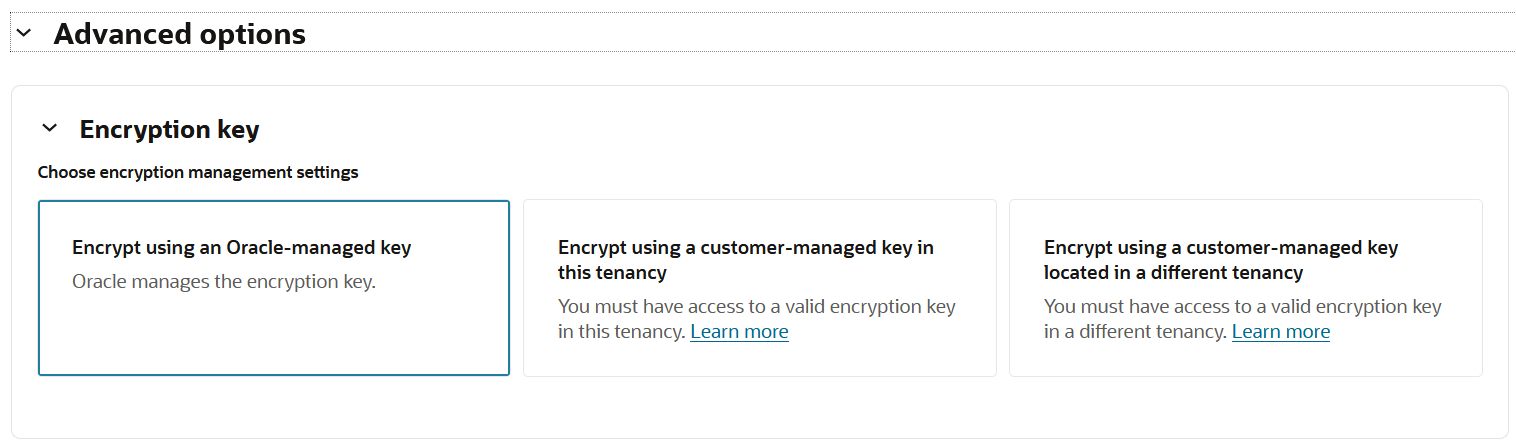 Advanced options
Encryption key
Choose encryption management settings
Encrypt using an Oracle-managed key
Oracle manages the encryption key.
Encrypt using a customer-managed key in
this tenancy
You must have access to a valid encryption key
in this tenancy. Learn more
Encrypt using a customer-managed key
located in a different tenancy
You must have access to a valid encryption key
in a different tenancy. Learn more